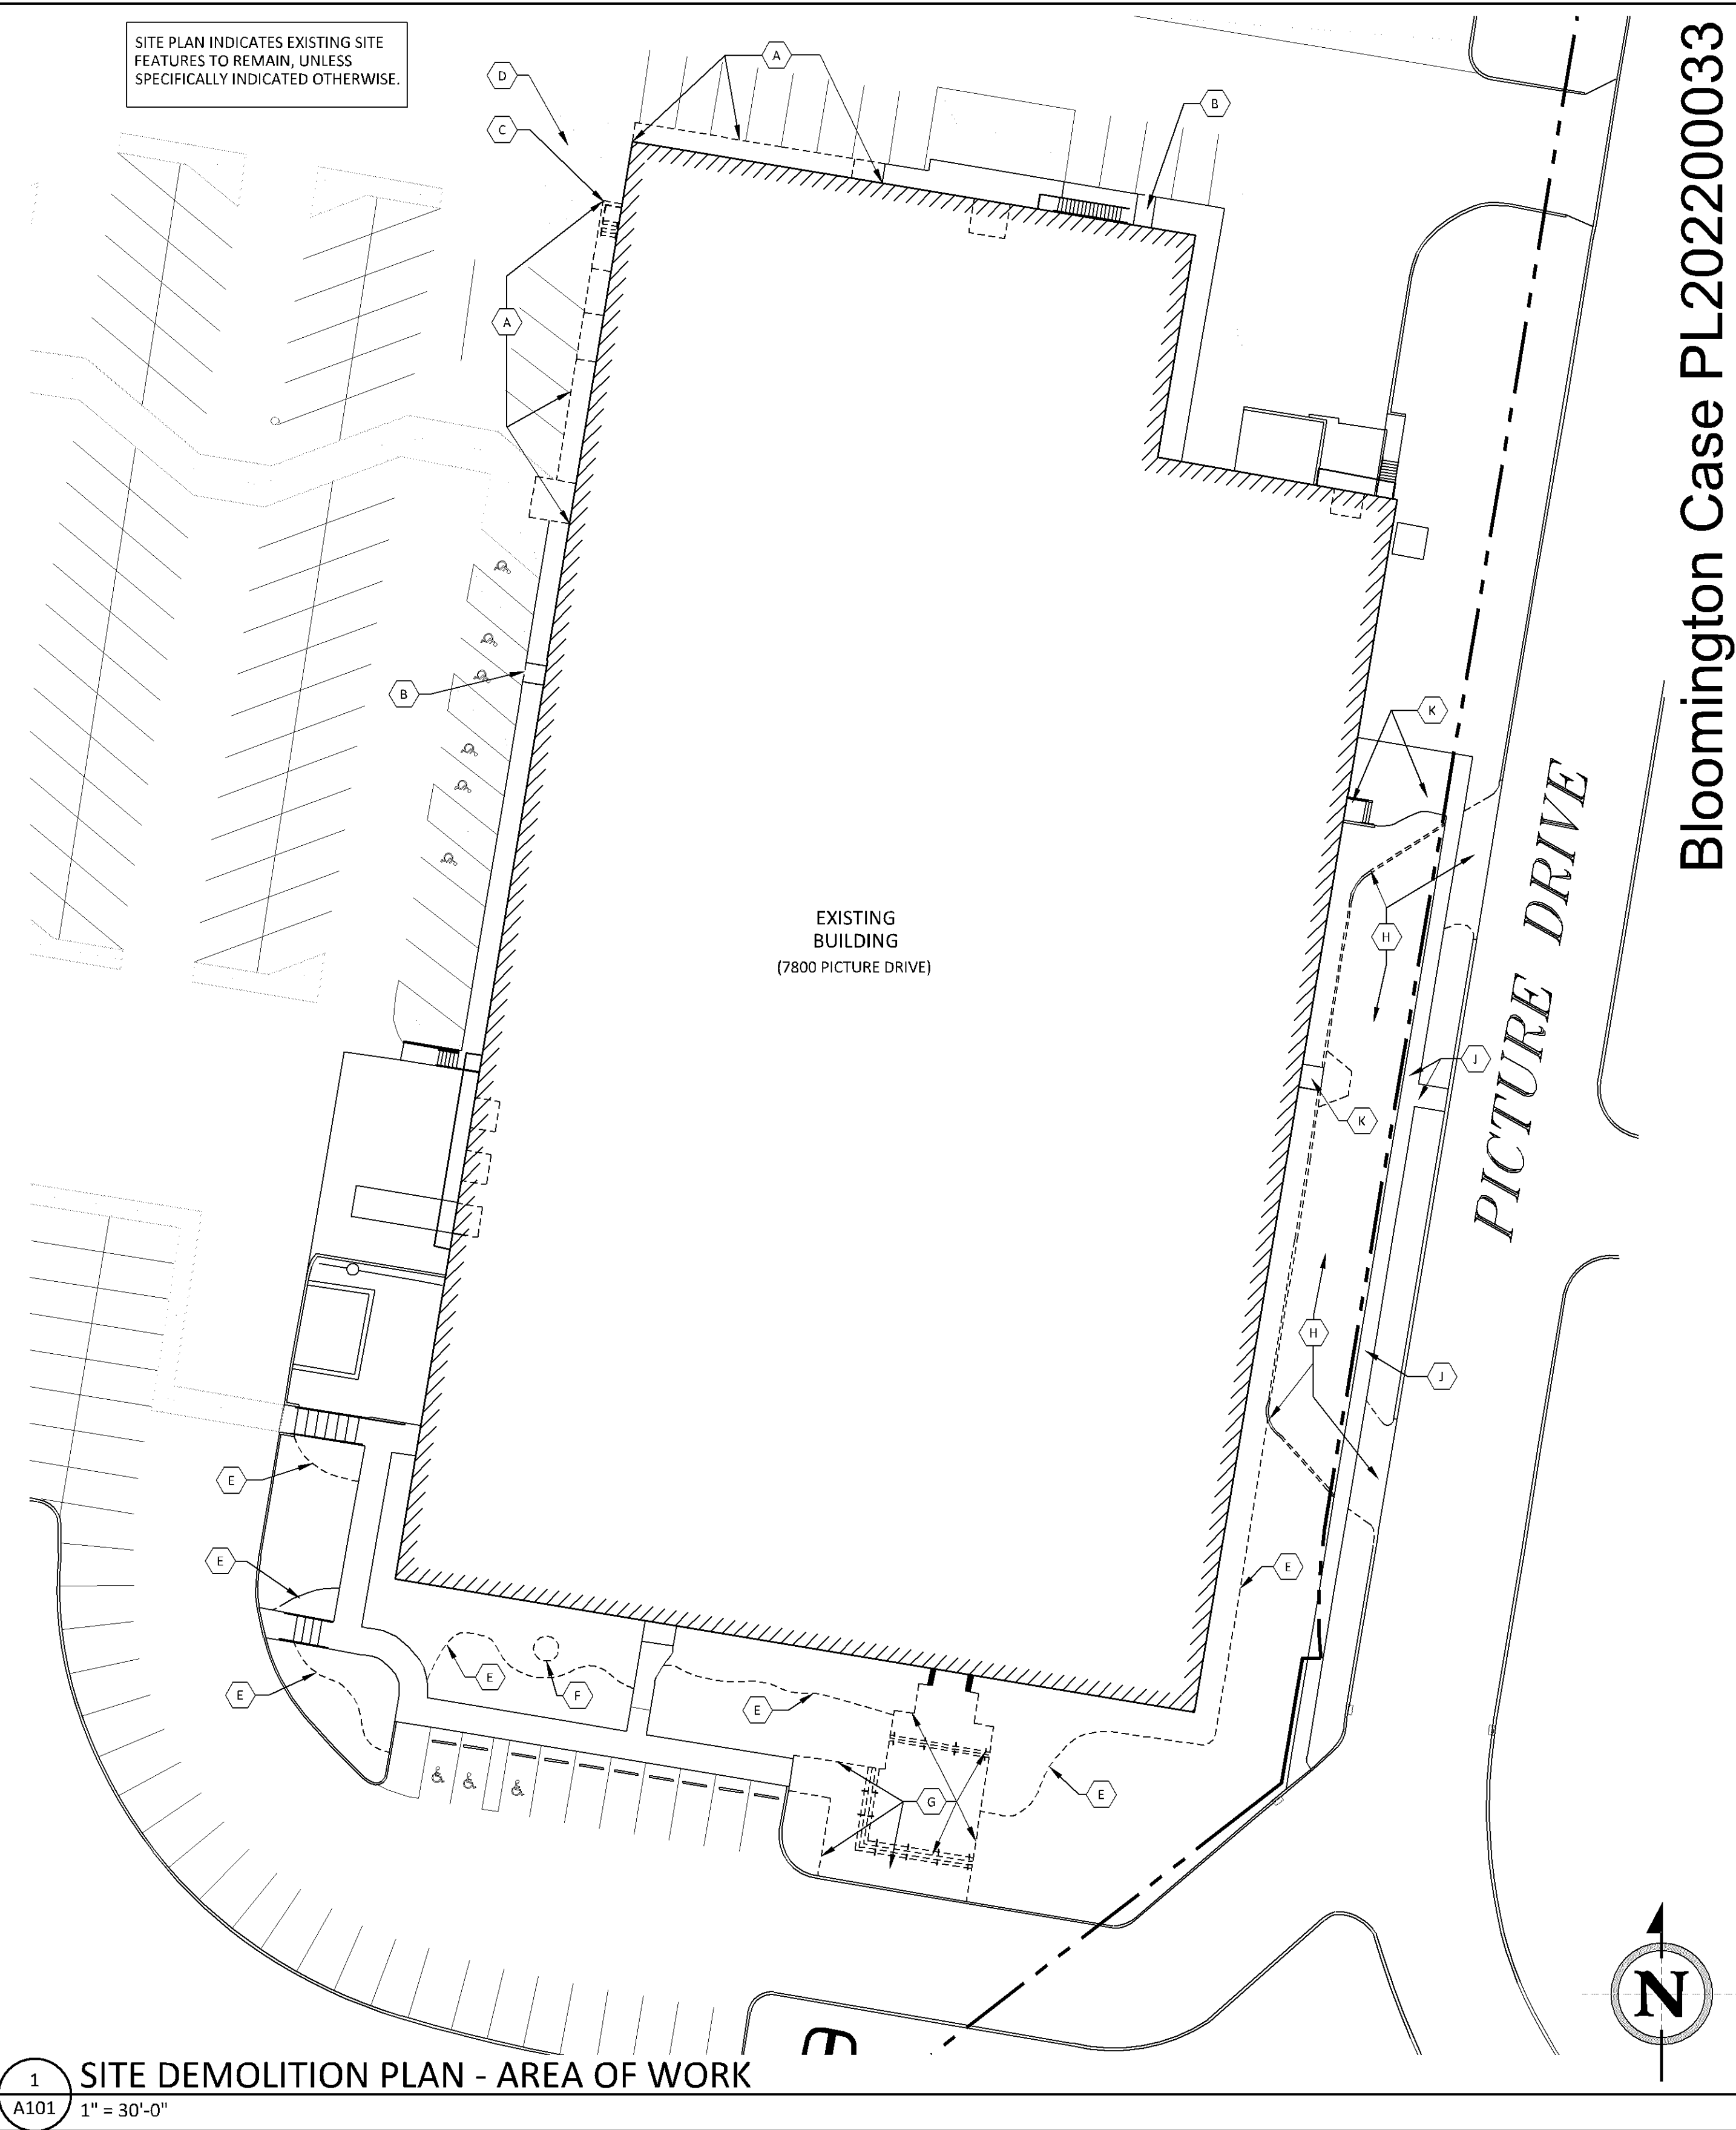 SITE PLAN INDICATES EXISTING SITE
FEATURES TO REMAIN, UNLESS
SPECIFICALLY INDICATED OTHERWISE.
A
D
B
C
A
B
K
EXISTING
BUILDING
(7800 PICTURE DRIVE)
H
J
K
PICTURE DRIVE
H
J
E
E
E
E
E
F
E
G
E
N
Bloomington Case PL202200033
1
A101
SITE DEMOLITION PLAN - AREA OF WORK
1" = 30'-0"